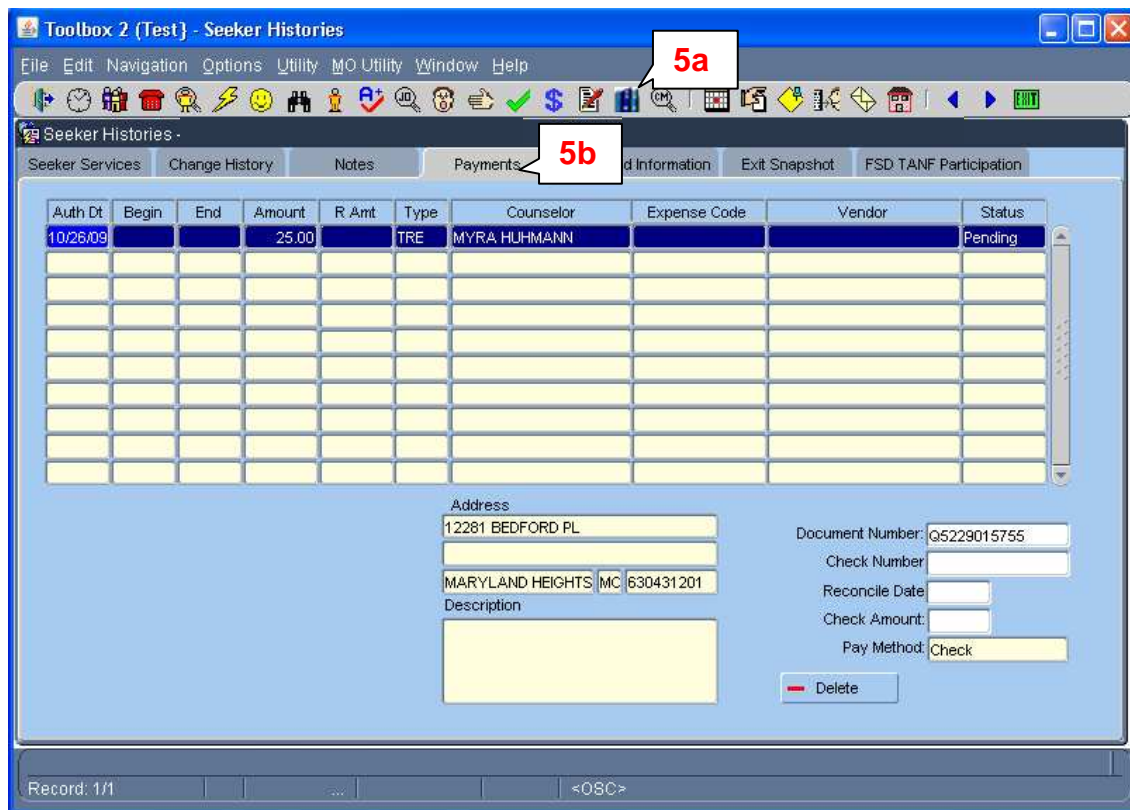 Toolbox 2 (Test} - Seeker Histories
File Edit Navigation Options Utility MO Utility Window Help
5a
A+ JO CM EXIT
Seeker Histories -
Seeker Services Change History Notes Payments 5b d Information Exit Snapshot FSD TANF Participation
Auth Dt Begin End Amount R Amt Type Counselor Expense Code Vendor Status
10/26/09 25.00 TRE MYRA HUHMANN Pending
Address
12281 BEDFORD PL
MARYLAND HEIGHTS MO 630431201
Description
Document Number: Q5229015755
Check Number
Reconcile Date
Check Amount:
Pay Method: Check
Delete
Record: 1/1 ... <OSC>